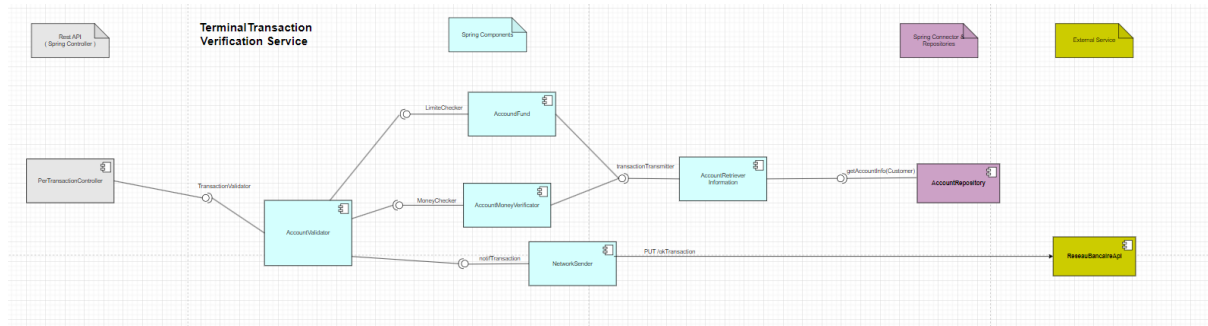 Rest API
( Spring Controller )
Terminal Transaction
Verification Service
Spring Components
Spring Connector &
Repositories
External Service
LimiteChecker
AccoundFund
PerTransactionController
TransactionValidator
transactionTransmitter
AccountRetriever
Information
getAccountInfo(Customer)
AccountRepository
MoneyChecker
AccountMoneyVerificator
AccountValidator
notifTransaction
NetworkSender
PUT /okTransaction
ReseauBancaireApi